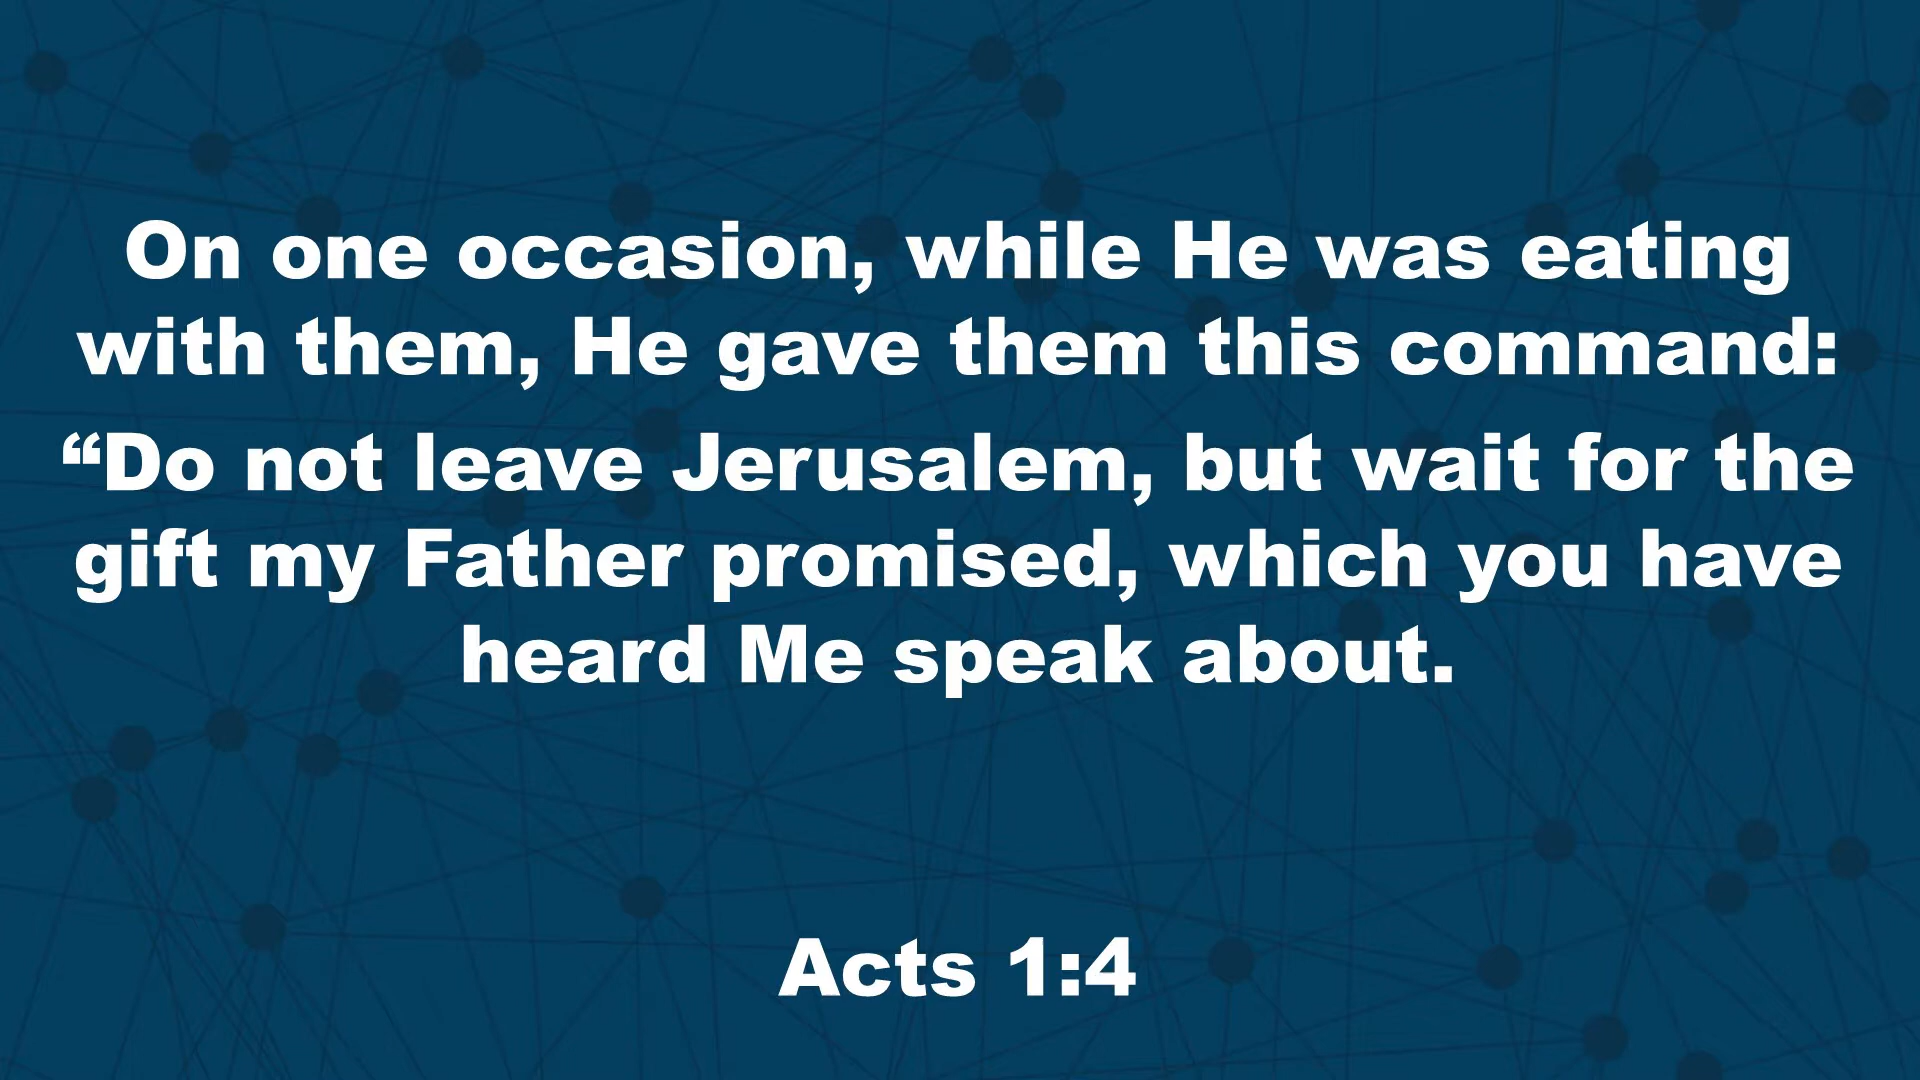 On one occasion, while He was eating
with them, He gave them this command:
“Do not leave Jerusalem, but wait for the
gift my Father promised, which you have
heard Me speak about.
Acts 1:4